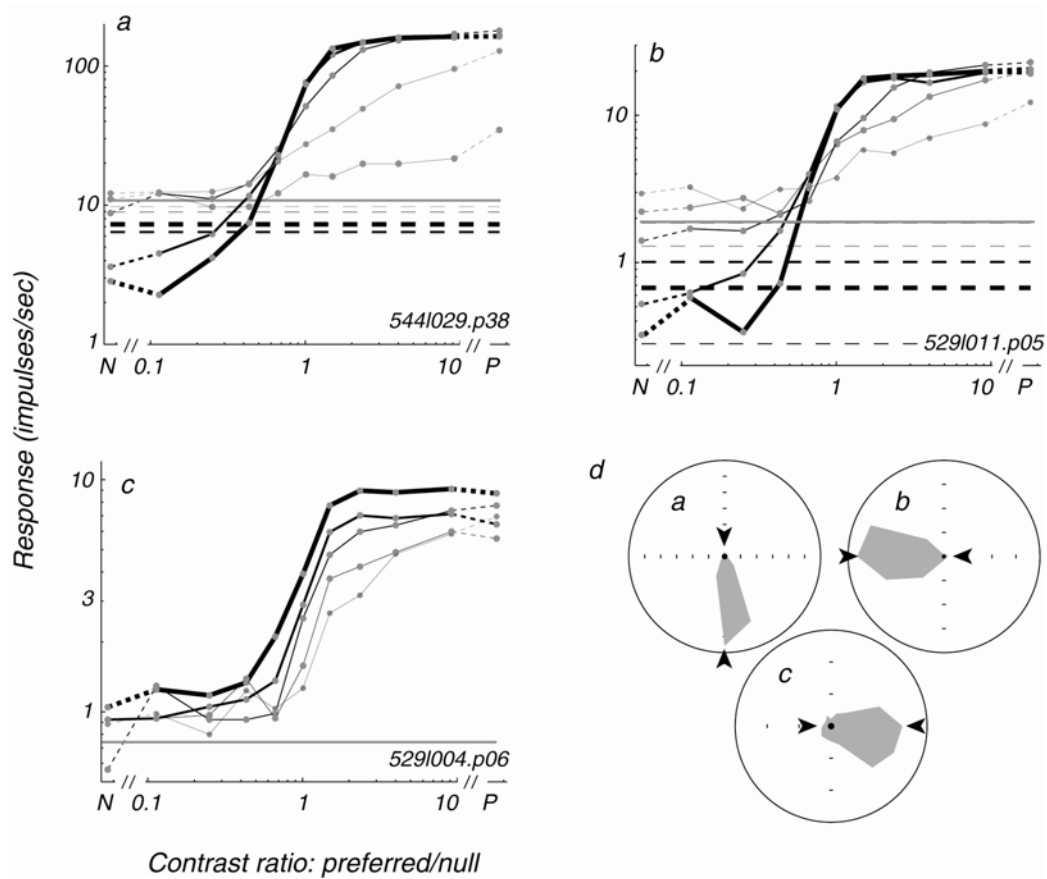 a
100
10
1
544l029.p38
N // 0.1 1 10 // P
b
10
1
529l011.p05
N // 0.1 1 10 // P
Response (impulses/sec)
c
10
3
1
529l004.p06
N // 0.1 1 10 // P
Contrast ratio: preferred/null
d
a
b
c